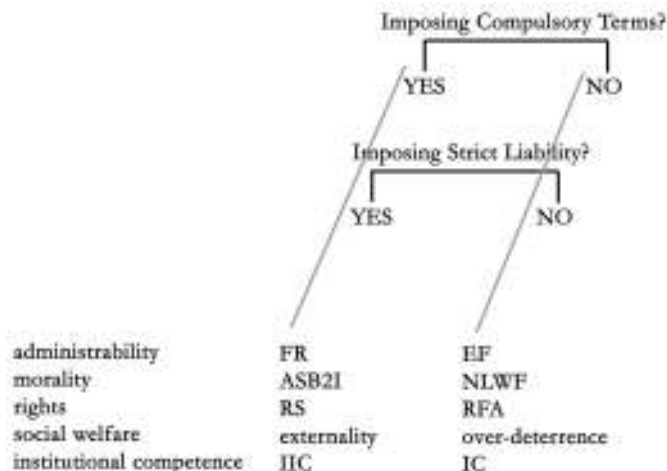 Imposing Compulsory Terms?
YES NO
Imposing Strict Liability?
YES NO
administrability FR EF
morality ASB2I NLWF
rights RS RFA
social welfare externality over-deterrence
institutional competence IIC IC